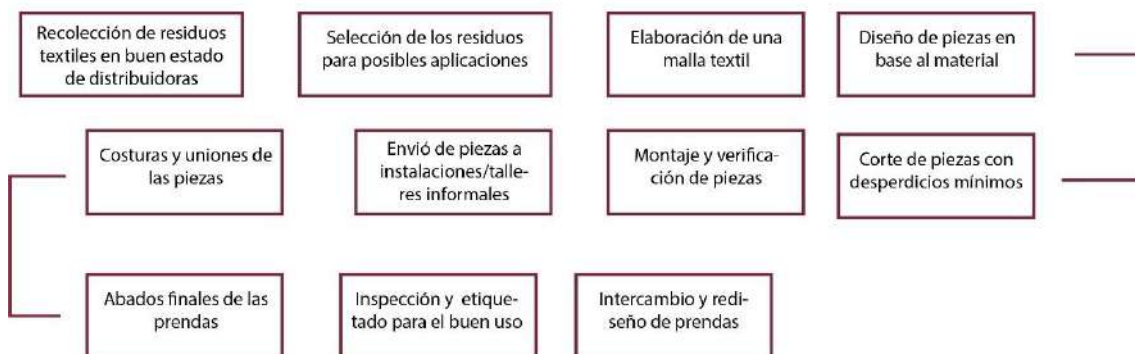 Recolección de residuos
textiles en buen estado
de distribuidoras
Selección de los residuos
para posibles aplicaciones
Elaboración de una
malla textil
Diseño de piezas en
base al material
Costuras y uniones de
las piezas
Envió de piezas a
instalaciones/talle-
res informales
Montaje y verifica-
ción de piezas
Corte de piezas con
desperdicios mínimos
Abados finales de las
prendas
Inspección y etique-
tado para el buen uso
Intercambio y redi-
seño de prendas